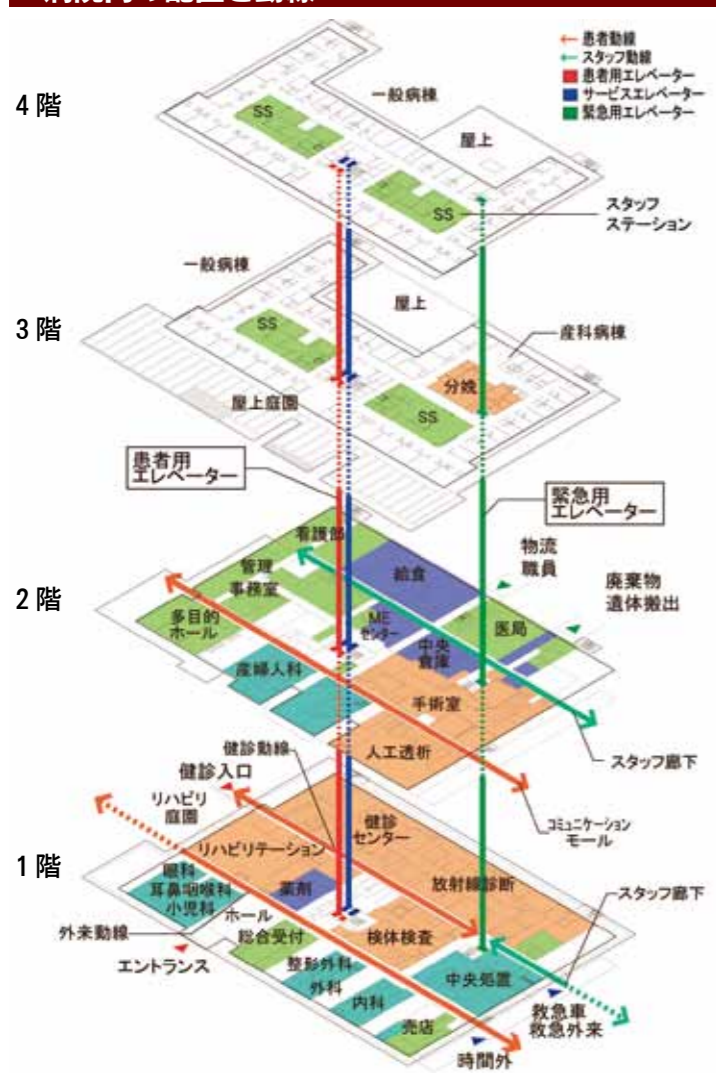 患者動線
スタッフ動線
患者用エレベーター
サービスエレベーター
緊急用エレベーター
4階
一般病棟
屋上
SS
SS
スタッフ
ステーション
一般病棟
3階
屋上
産科病棟
SS
分娩
SS
屋上庭園
患者用
エレベーター
緊急用
エレベーター
看護部
物流
職員
2階
管理
事務室
給食
廃棄物
遺体搬出
多目的
ホール
ME
センター
医局
中央
倉庫
産婦人科
手術室
人工透析
スタッフ廊下
健診動線
健診入口
リハビリ
庭園
コミュニケーション
モール
1階
健診
センター
リハビリテーション
眼科
耳鼻咽喉科
小児科
薬剤
放射線診断
スタッフ廊下
外来動線
ホール
エントランス
総合受付
検体検査
整形外科
外科
内科
中央処置
売店
救急車
救急外来
時間外